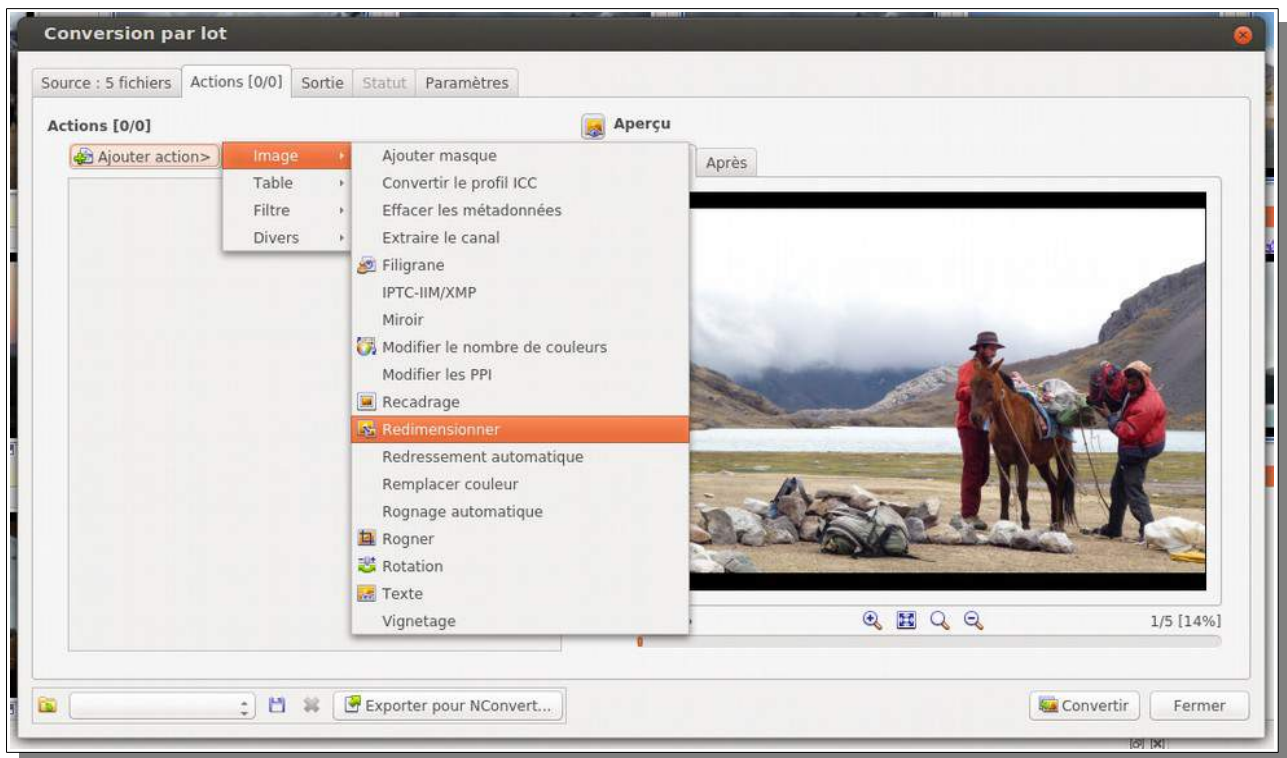 Conversion par lot
Source : 5 fichiers Actions [0/0] Sortie Statut Paramètres
Actions [0/0]
Aperçu
Ajouter action>
Après
Image
Table
Filtre
Divers
Ajouter masque
Convertir le profil ICC
Effacer les métadonnées
Extraire le canal
Filigrane
IPTC-IIM/XMP
Miroir
Modifier le nombre de couleurs
Modifier les PPI
Recadrage
Redimensionner
Redressement automatique
Remplacer couleur
Rognage automatique
Rogner
Rotation
Texte
Vignetage
1/5 [14%]
Exporter pour NConvert...
Convertir
Fermer